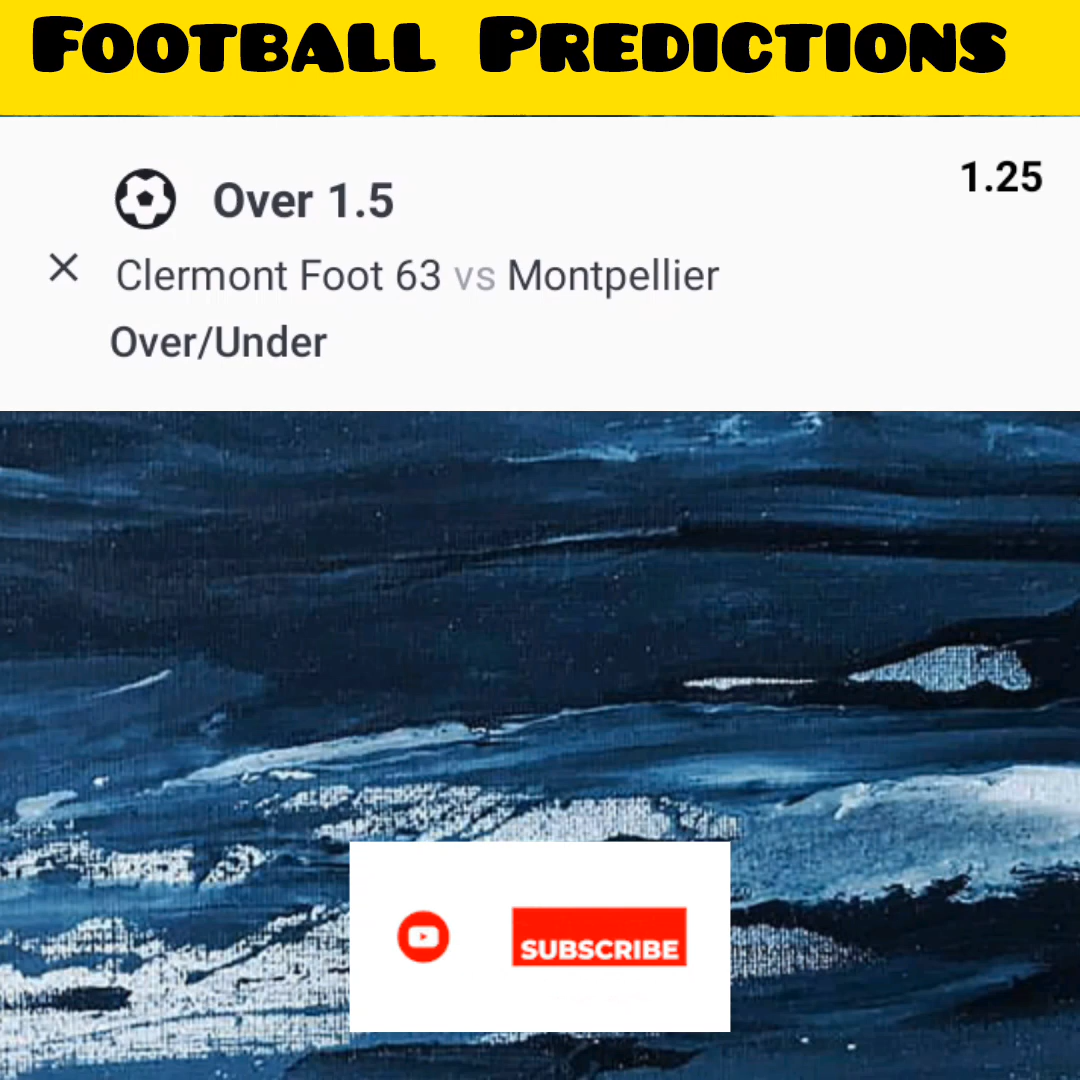 FOOTBALL PREDICTIONS
Over 1.5
1.25
Clermont Foot 63 vs Montpellier
Over/Under
SUBSCRIBE